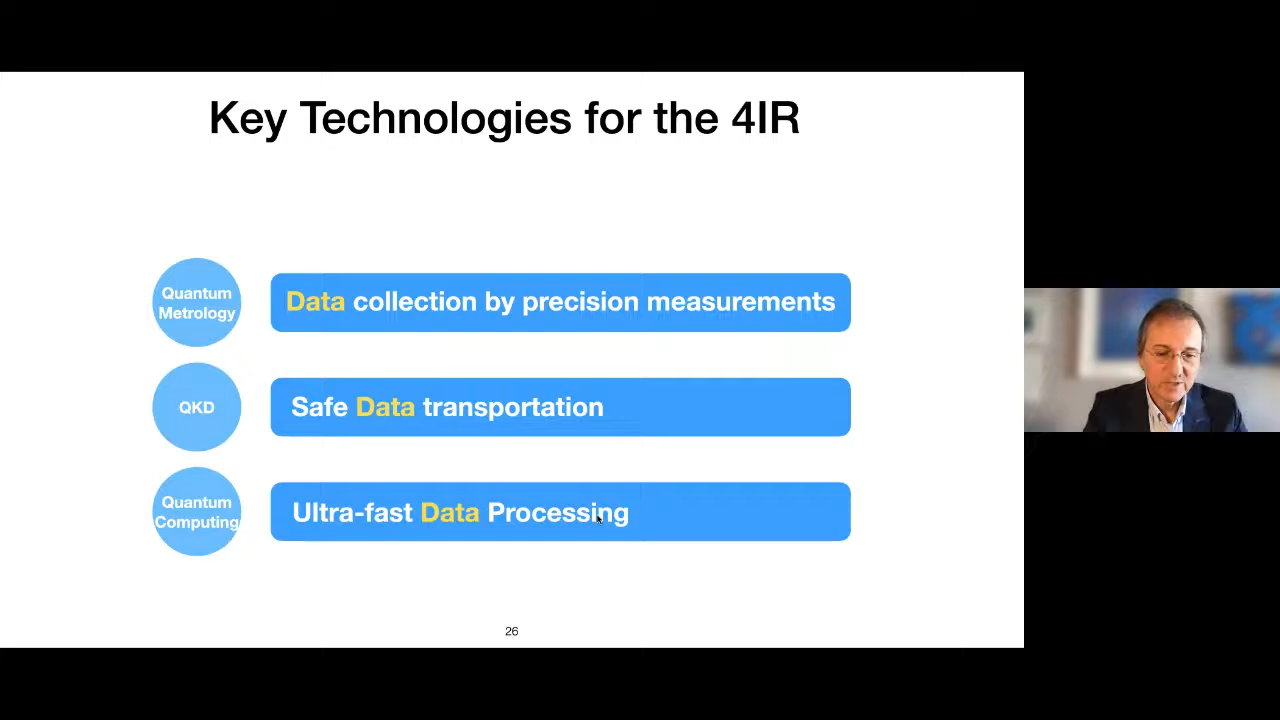 Key Technologies for the 4IR
Quantum
Metrology
Data collection by precision measurements
QKD
Safe Data transportation
Quantum
Computing
Ultra-fast Data Processing
26